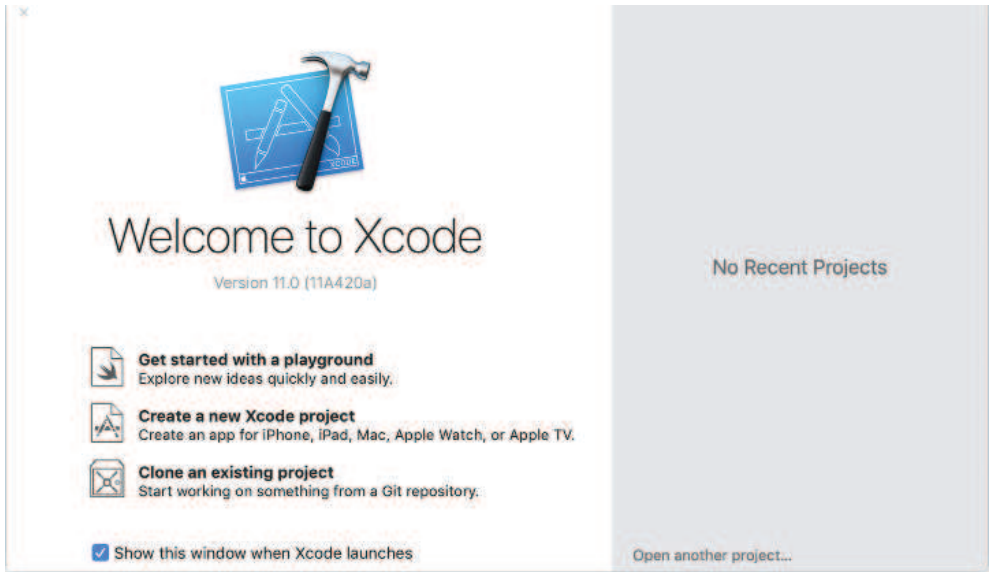 XCODE
Welcome to Xcode
Version 11.0 (11A420a)
Get started with a playground
Explore new ideas quickly and easily.
Create a new Xcode project
Create an app for iPhone, iPad, Mac, Apple Watch, or Apple TV.
Clone an existing project
Start working on something from a Git repository.
Show this window when Xcode launches
No Recent Projects
Open another project...